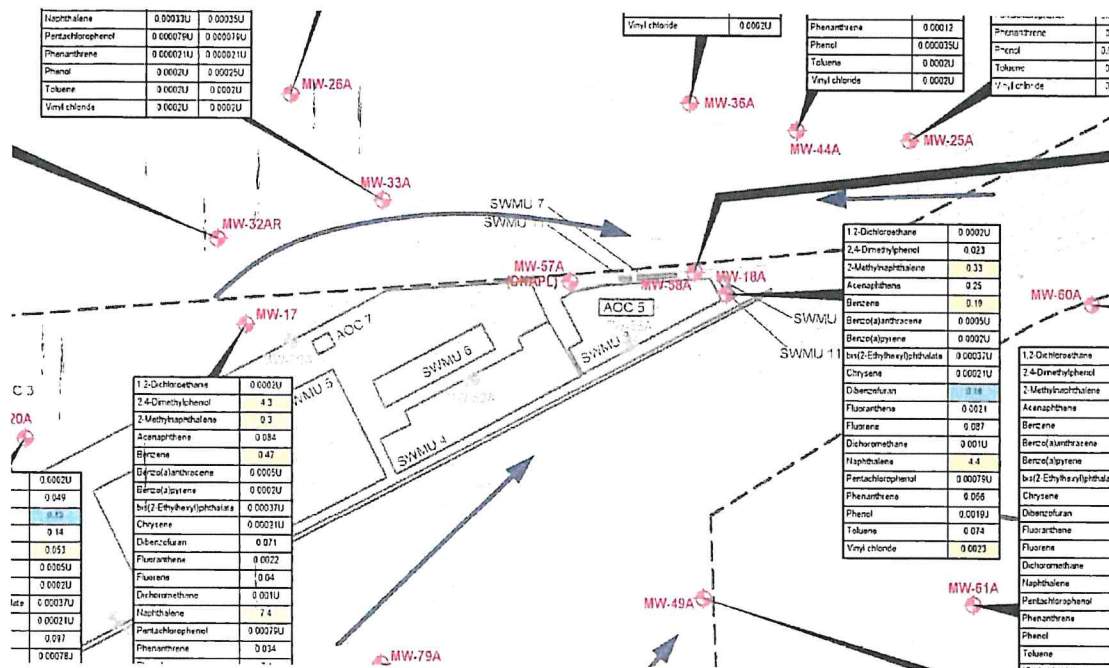 Naphthalene 0.00033U 0.00035U
Pentachlorophenol 0.000079U 0.000079U
Phenanthrene 0.000021U 0.000021U
Phenol 0.0002U 0.00025U
Toluene 0.0002U 0.0002U
Vinyl chloride 0.0002U 0.0002U
Vinyl chloride 0.0002U
Phenanthrene 0.00012
Phenol 0.000035U
Toluene 0.0002U
Vinyl chloride 0.0002U
Phenanthrene
Phenol
Toluene
Vinyl chloride
MW-26A
MW-36A
MW-44A
MW-25A
MW-33A
MW-32AR
SWMU 7
SWMU 11
MW-57A
(DNAPL)
MW-58A
MW-18A
MW-60A
MW-17
AOC 7
AOC 5
SWMU
SWMU 11
SWMU 6
SWMU 3
SWMU 5
SWMU 4
C 3
20A
1,2-Dichloroethane 0.0002U
2,4-Dimethylphenol 0.023
2-Methylnaphthalene 0.33
Acenaphthene 0.25
Benzene 0.19
Benzo(a)anthracene 0.0005U
Benzo(a)pyrene 0.0002U
bis(2-Ethylhexyl)phthalate 0.00037U
Chrysene 0.00021U
Dibenzofuran 0.16
Fluoranthene 0.0021
Fluorene 0.087
Dichloromethane 0.001U
Naphthalene 4.4
Pentachlorophenol 0.00079U
Phenanthrene 0.066
Phenol 0.0019J
Toluene 0.074
Vinyl chloride 0.0023
1,2-Dichloroethane 0.0002U
2,4-Dimethylphenol 4.3
2-Methylnaphthalene 0.3
Acenaphthene 0.084
Benzene 0.47
Benzo(a)anthracene 0.0005U
Benzo(a)pyrene 0.0002U
bis(2-Ethylhexyl)phthalate 0.00037U
Chrysene 0.00021U
Dibenzofuran 0.071
Fluoranthene 0.0022
Fluorene 0.04
Dichloromethane 0.001U
Naphthalene 7.4
Pentachlorophenol 0.00079U
Phenanthrene 0.034
0.0002U
0.049
0.14
0.053
0.0005U
0.0002U
late 0.00037U
0.00021U
0.097
0.00078J
1,2-Dichloroethane
2,4-Dimethylphenol
2-Methylnaphthalene
Acenaphthene
Benzene
Benzo(a)anthracene
Benzo(a)pyrene
bis(2-Ethylhexyl)phthala
Chrysene
Dibenzofuran
Fluoranthene
Fluorene
Dichloromethane
Naphthalene
Pentachlorophenol
Phenanthrene
Phenol
Toluene
MW-49A
MW-61A
MW-79A